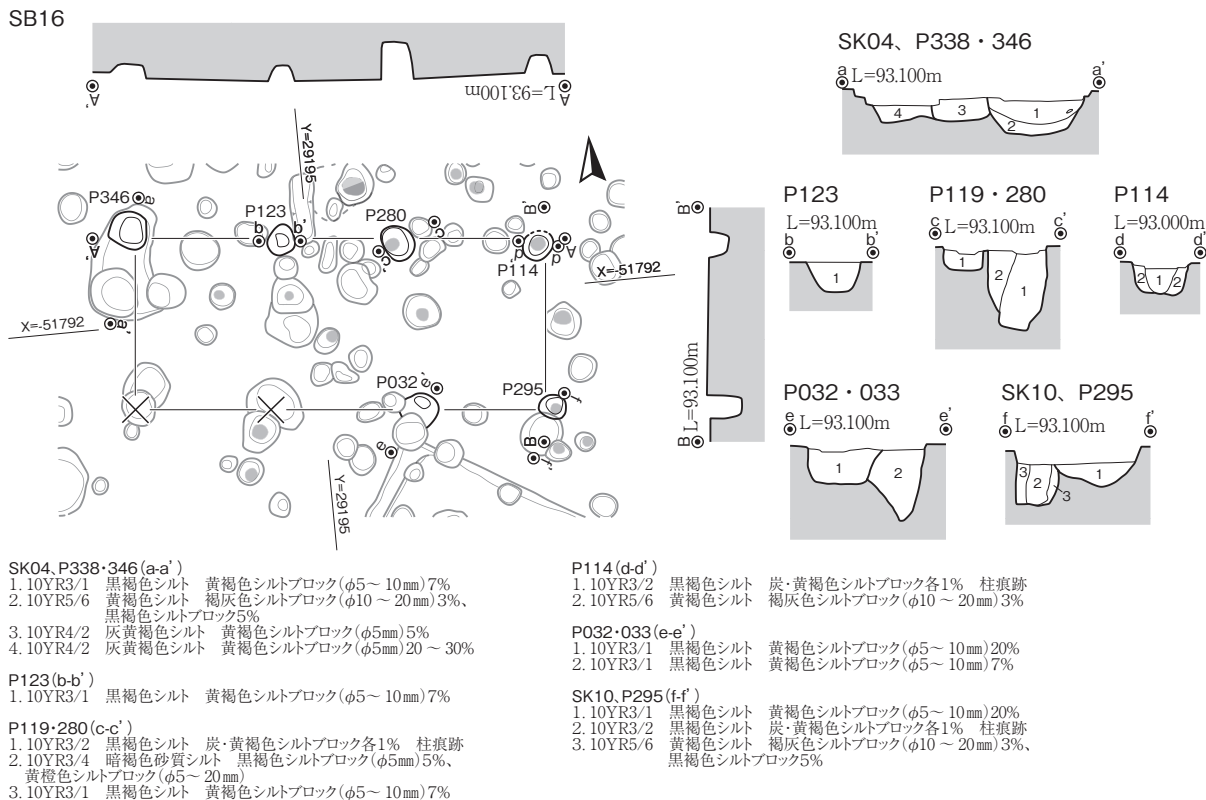 SB16
L=93.100m
A'
A
Y=29195
P346
a
P123
b
b'
P280
c
c'
B'
P114
d'
d
A'
A
X=-51792
X=-51792
a'
P032
e'
P295
f
e
B
f'
Y=29195
B'
L=93.100m
B
SK04、P338・346
a
L=93.100m
a'
4
3
1
2
P123
L=93.100m
b
b'
1
P119・280
L=93.100m
c
c'
1
2
1
P114
L=93.000m
d
d'
2
1
2
P032・033
e
L=93.100m
e'
1
2
SK10、P295
f
L=93.100m
f'
3
2
1
3
SK04、P338・346(a-a')
1. 10YR3/1 黒褐色シルト 黄褐色シルトブロック(φ5～10㎜)7%
2. 10YR5/6 黄褐色シルト 褐灰色シルトブロック(φ10～20㎜)3%、
黒褐色シルトブロック5%
3. 10YR4/2 灰黄褐色シルト 黄褐色シルトブロック(φ5㎜)5%
4. 10YR4/2 灰黄褐色シルト 黄褐色シルトブロック(φ5㎜)20～30%
P123(b-b')
1. 10YR3/1 黒褐色シルト 黄褐色シルトブロック(φ5～10㎜)7%
P119・280(c-c')
1. 10YR3/2 黒褐色シルト 炭・黄褐色シルトブロック各1% 柱痕跡
2. 10YR3/4 暗褐色砂質シルト 黒褐色シルトブロック(φ5㎜)5%、
黄橙色シルトブロック(φ5～20㎜)
3. 10YR3/1 黒褐色シルト 黄褐色シルトブロック(φ5～10㎜)7%
P114(d-d')
1. 10YR3/2 黒褐色シルト 炭・黄褐色シルトブロック各1% 柱痕跡
2. 10YR5/6 黄褐色シルト 褐灰色シルトブロック(φ10～20㎜)3%
P032・033(e-e')
1. 10YR3/1 黒褐色シルト 黄褐色シルトブロック(φ5～10㎜)20%
2. 10YR3/1 黒褐色シルト 黄褐色シルトブロック(φ5～10㎜)7%
SK10、P295(f-f')
1. 10YR3/1 黒褐色シルト 黄褐色シルトブロック(φ5～10㎜)20%
2. 10YR3/2 黒褐色シルト 炭・黄褐色シルトブロック各1% 柱痕跡
3. 10YR5/6 黄褐色シルト 褐灰色シルトブロック(φ10～20㎜)3%、
黒褐色シルトブロック5%